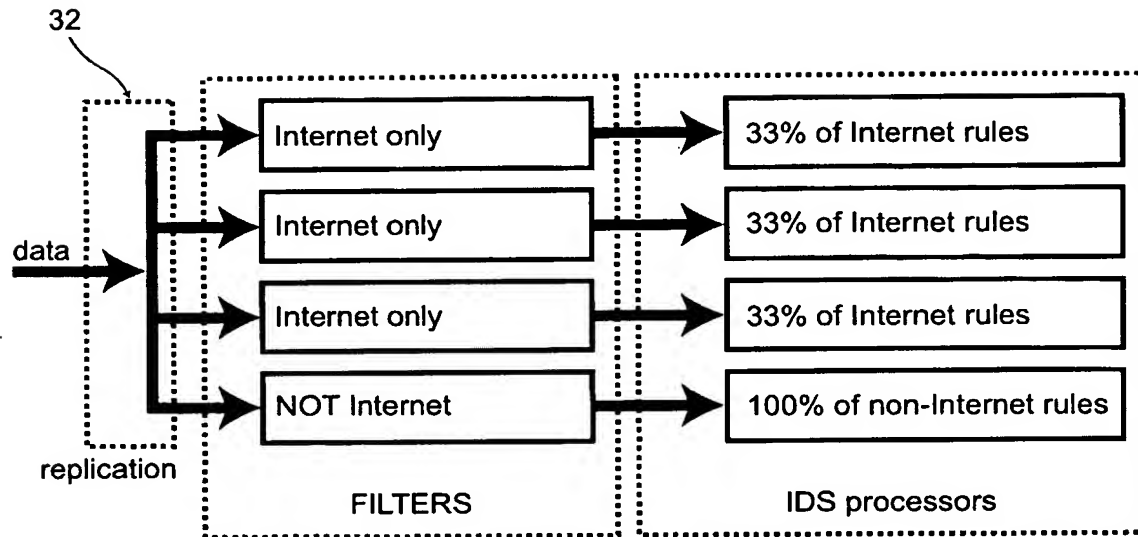 32
data
replication
Internet only
Internet only
Internet only
NOT Internet
FILTERS
33% of Internet rules
33% of Internet rules
33% of Internet rules
100% of non-Internet rules
IDS processors